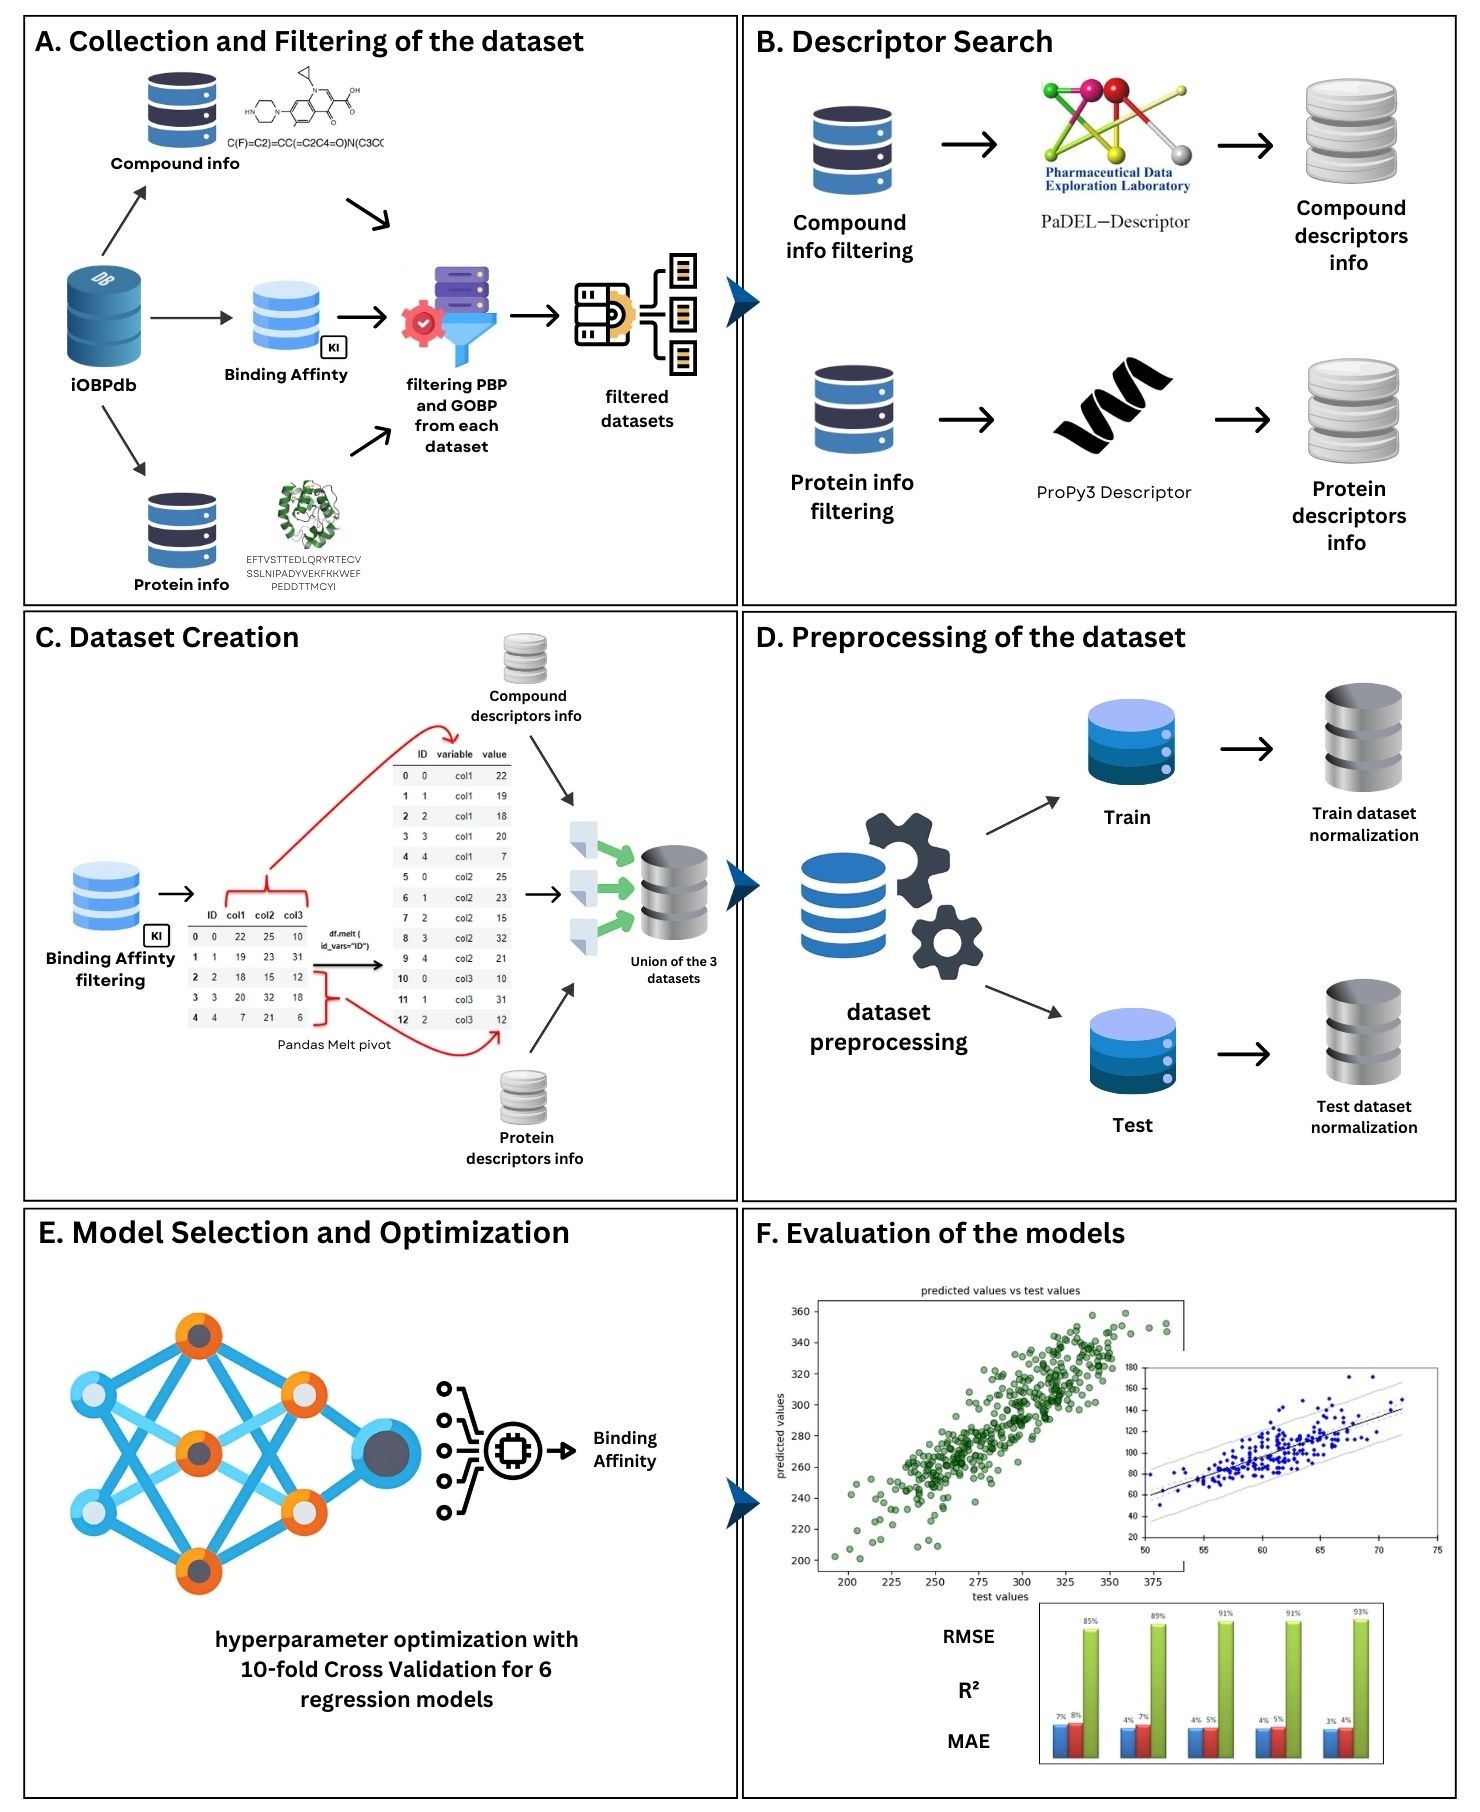 A. Collection and Filtering of the dataset
HN
N
N
OH
O
O
C(F)=C2)=CC(=C2C4=O)N(C3CC
Compound info
DB
iOBPdb
KI
Binding Affinty
filtering PBP
and GOBP
from each
dataset
filtered
datasets
Protein info
EFTVSTTEDLQRYRTECV
SSLNIPADYVEKFKKWEF
PEDDTTMCYI
B. Descriptor Search
Compound
info filtering
Pharmaceutical Data
Exploration Laboratory
PaDEL–Descriptor
Compound
descriptors
info
Protein info
filtering
ProPy3 Descriptor
Protein
descriptors
info
C. Dataset Creation
Compound
descriptors info
KI
Binding Affinty
filtering
ID col1 col2 col3
0 0 22 25 10
1 1 19 23 31
2 2 18 15 12
3 3 20 32 18
4 4 7 21 6
df.melt (
id_vars="ID")
Pandas Melt pivot
ID variable value
0 0 col1 22
1 1 col1 19
2 2 col1 18
3 3 col1 20
4 4 col1 7
5 0 col2 25
6 1 col2 23
7 2 col2 15
8 3 col2 32
9 4 col2 21
10 0 col3 10
11 1 col3 31
12 2 col3 12
Union of the 3
datasets
Protein
descriptors info
D. Preprocessing of the dataset
dataset
preprocessing
Train
Train dataset
normalization
Test
Test dataset
normalization
E. Model Selection and Optimization
Binding
Affinity
hyperparameter optimization with
10-fold Cross Validation for 6
regression models
F. Evaluation of the models
predicted values vs test values
predicted values
360
340
320
300
280
260
240
220
200
200 225 250 275 300 325 350 375
test values
180
160
140
120
100
80
60
40
20
50 55 60 65 70 75
RMSE
R²
MAE
7% 8% 85%
4% 7% 89%
4% 5% 91%
4% 5% 91%
3% 4% 93%